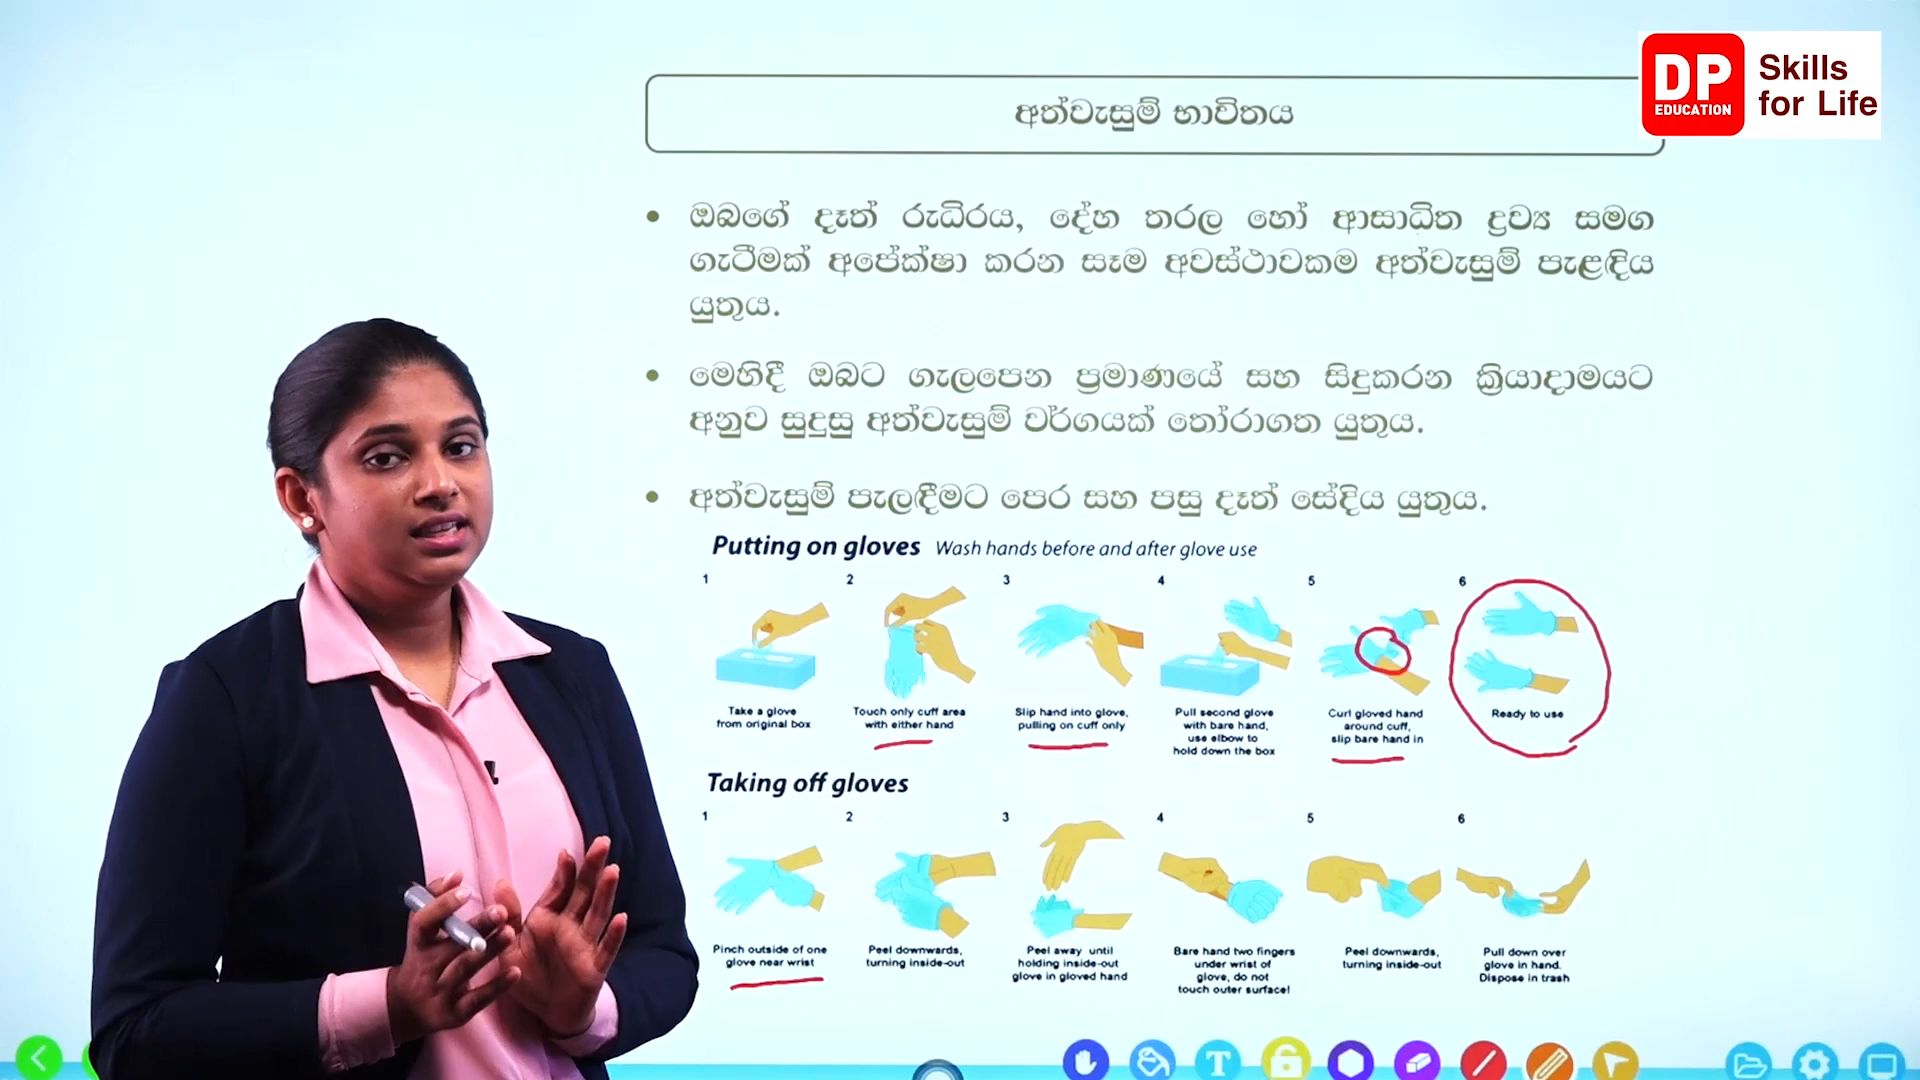 DP
EDUCATION
Skills
for Life
අත්වැසුම් භාවිතය
• ඔබගේ දෑත් රුධිරය, දේහ තරල හෝ ආසාධිත ද්‍රව්‍ය සමග
ගැටීමක් අපේක්ෂා කරන සෑම අවස්ථාවකම අත්වැසුම් පැළඳිය
යුතුය.
• මෙහිදී ඔබට ගැලපෙන ප්‍රමාණයේ සහ සිදුකරන ක්‍රියාදාමයට
අනුව සුදුසු අත්වැසුම් වර්ගයක් තෝරාගත යුතුය.
• අත්වැසුම් පැලඳීමට පෙර සහ පසු දෑත් සේදිය යුතුය.
Putting on gloves Wash hands before and after glove use
1 2 3 4 5 6
Take a glove
from original box
Touch only cuff area
with either hand
Slip hand into glove,
pulling on cuff only
Pull second glove
with bare hand,
use elbow to
hold down the box
Curl gloved hand
around cuff,
slip bare hand in
Ready to use
Taking off gloves
1 2 3 4 5 6
Pinch outside of one
glove near wrist
Peel downwards,
turning inside-out
Peel away until
holding inside-out
glove in gloved hand
Bare hand two fingers
under wrist of
glove, do not
touch outer surface!
Peel downwards,
turning inside-out
Pull down over
glove in hand.
Dispose in trash
T